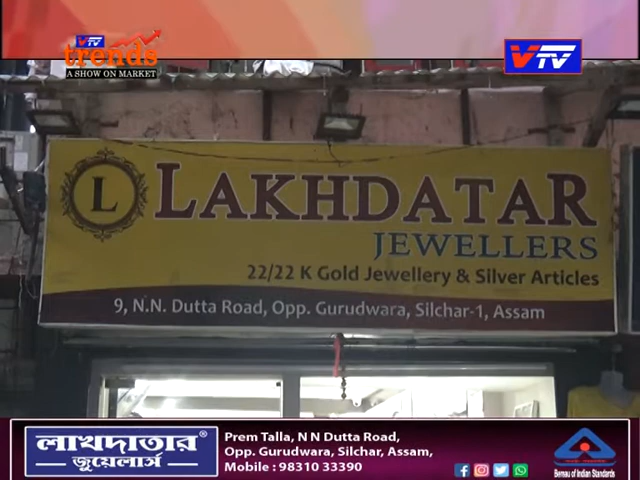 VTV
trends
A SHOW ON MARKET
VTV
L
LAKHDATAR
JEWELLERS
22/22 K Gold Jewellery & Silver Articles
9, N.N. Dutta Road, Opp. Gurudwara, Silchar-1, Assam
লাখদাতার®
জুয়েলার্স
Prem Talla, N N Dutta Road,
Opp. Gurudwara, Silchar, Assam,
Mobile : 98310 33390
Bereau of Indian Standards